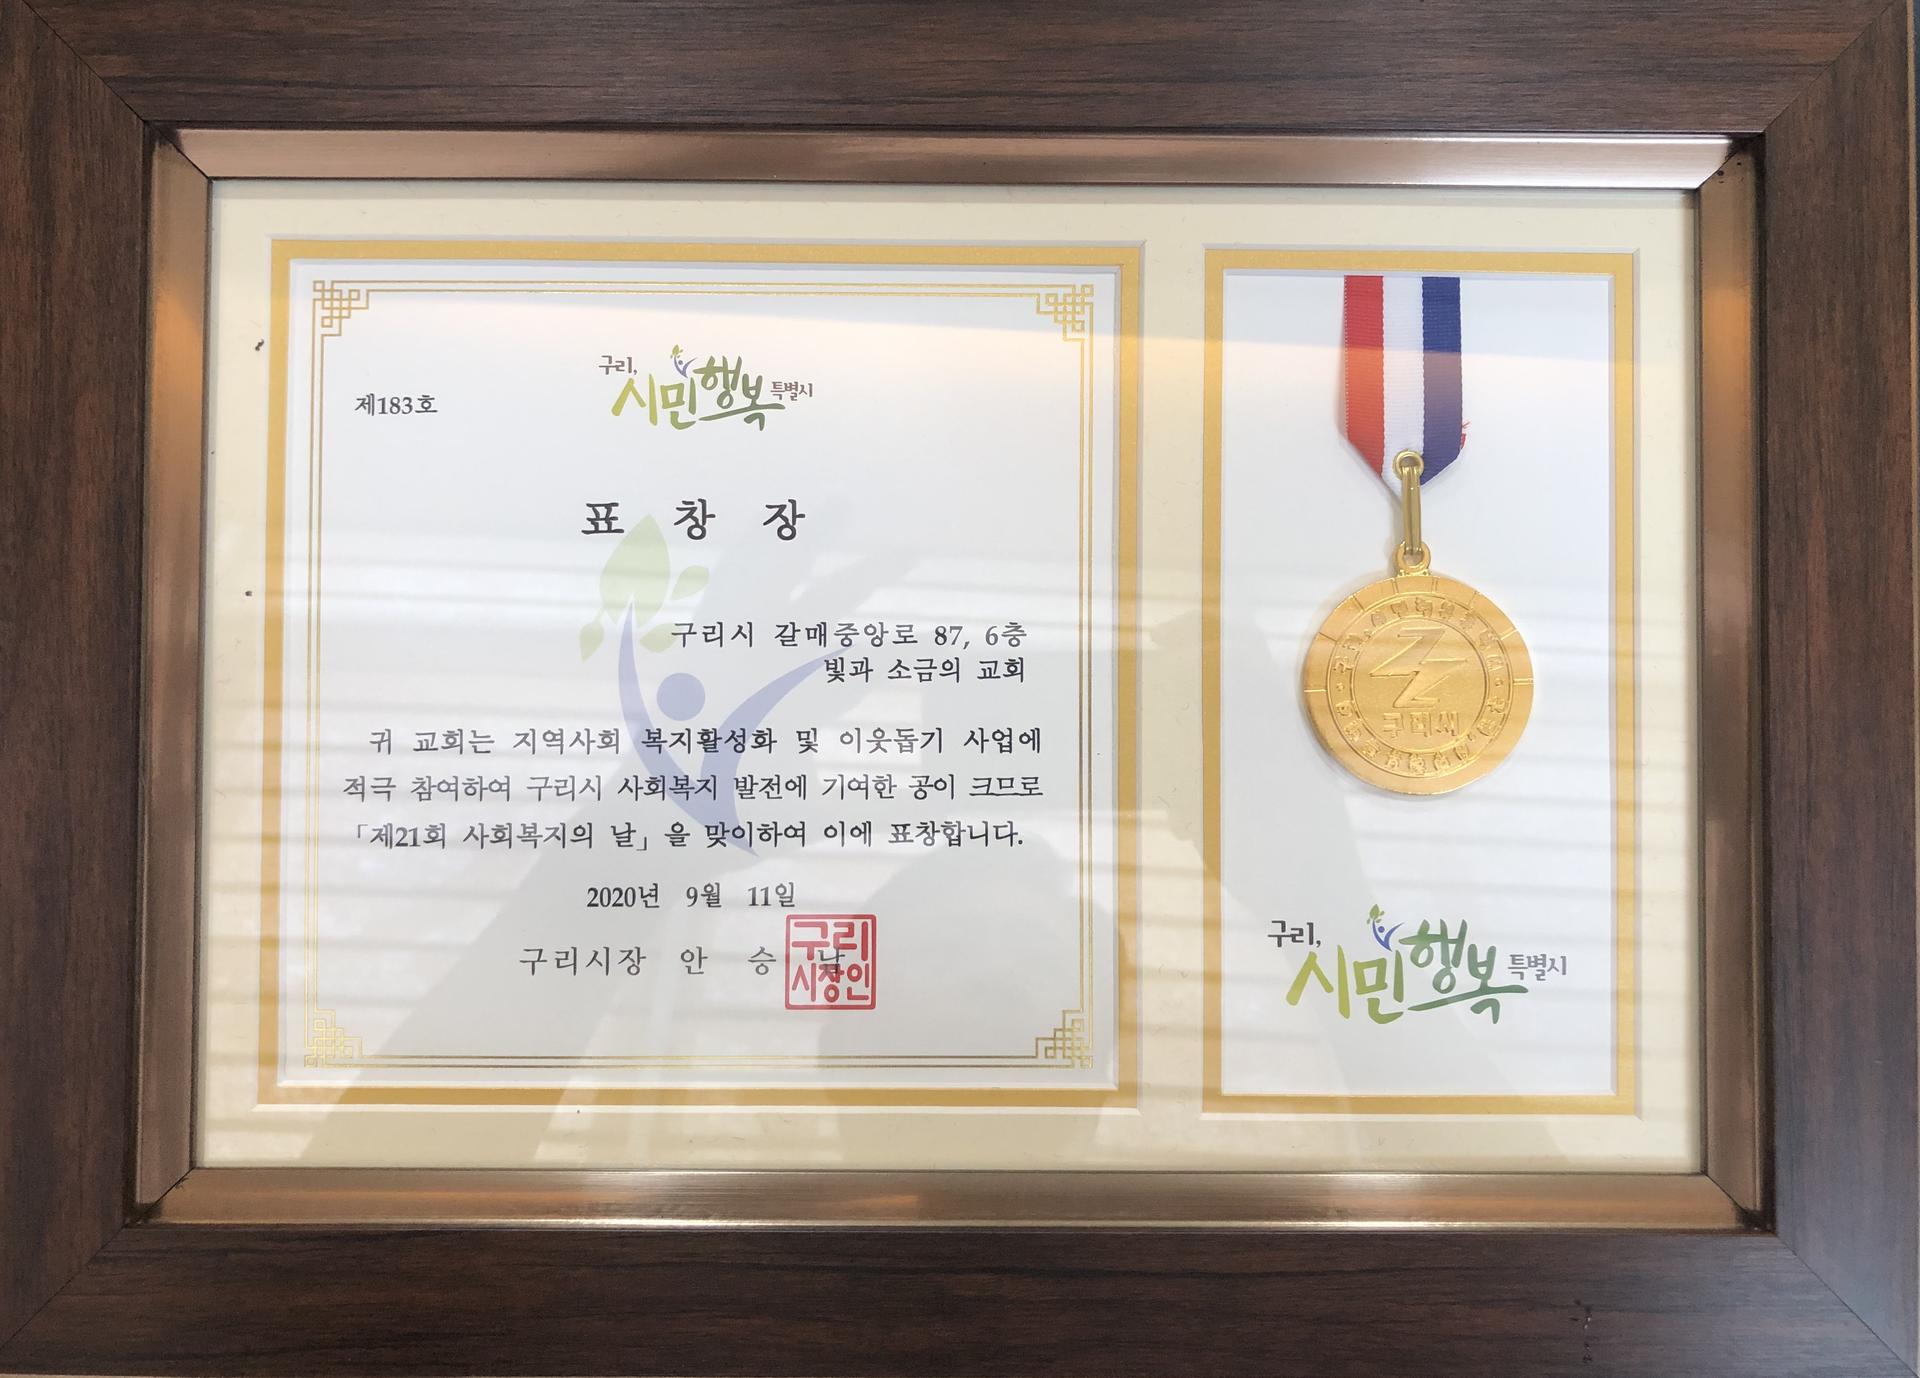 제183호
구리,
시민행복특별시
표 창 장
구리시 갈매중앙로 87, 6층
빛과 소금의 교회
귀 교회는 지역사회 복지활성화 및 이웃돕기 사업에
적극 참여하여 구리시 사회복지 발전에 기여한 공이 크므로
「제21회 사회복지의 날」을 맞이하여 이에 표창합니다.
2020년 9월 11일
구리시장 안 승 남
구리
시장인
구리시
구리,
시민행복특별시